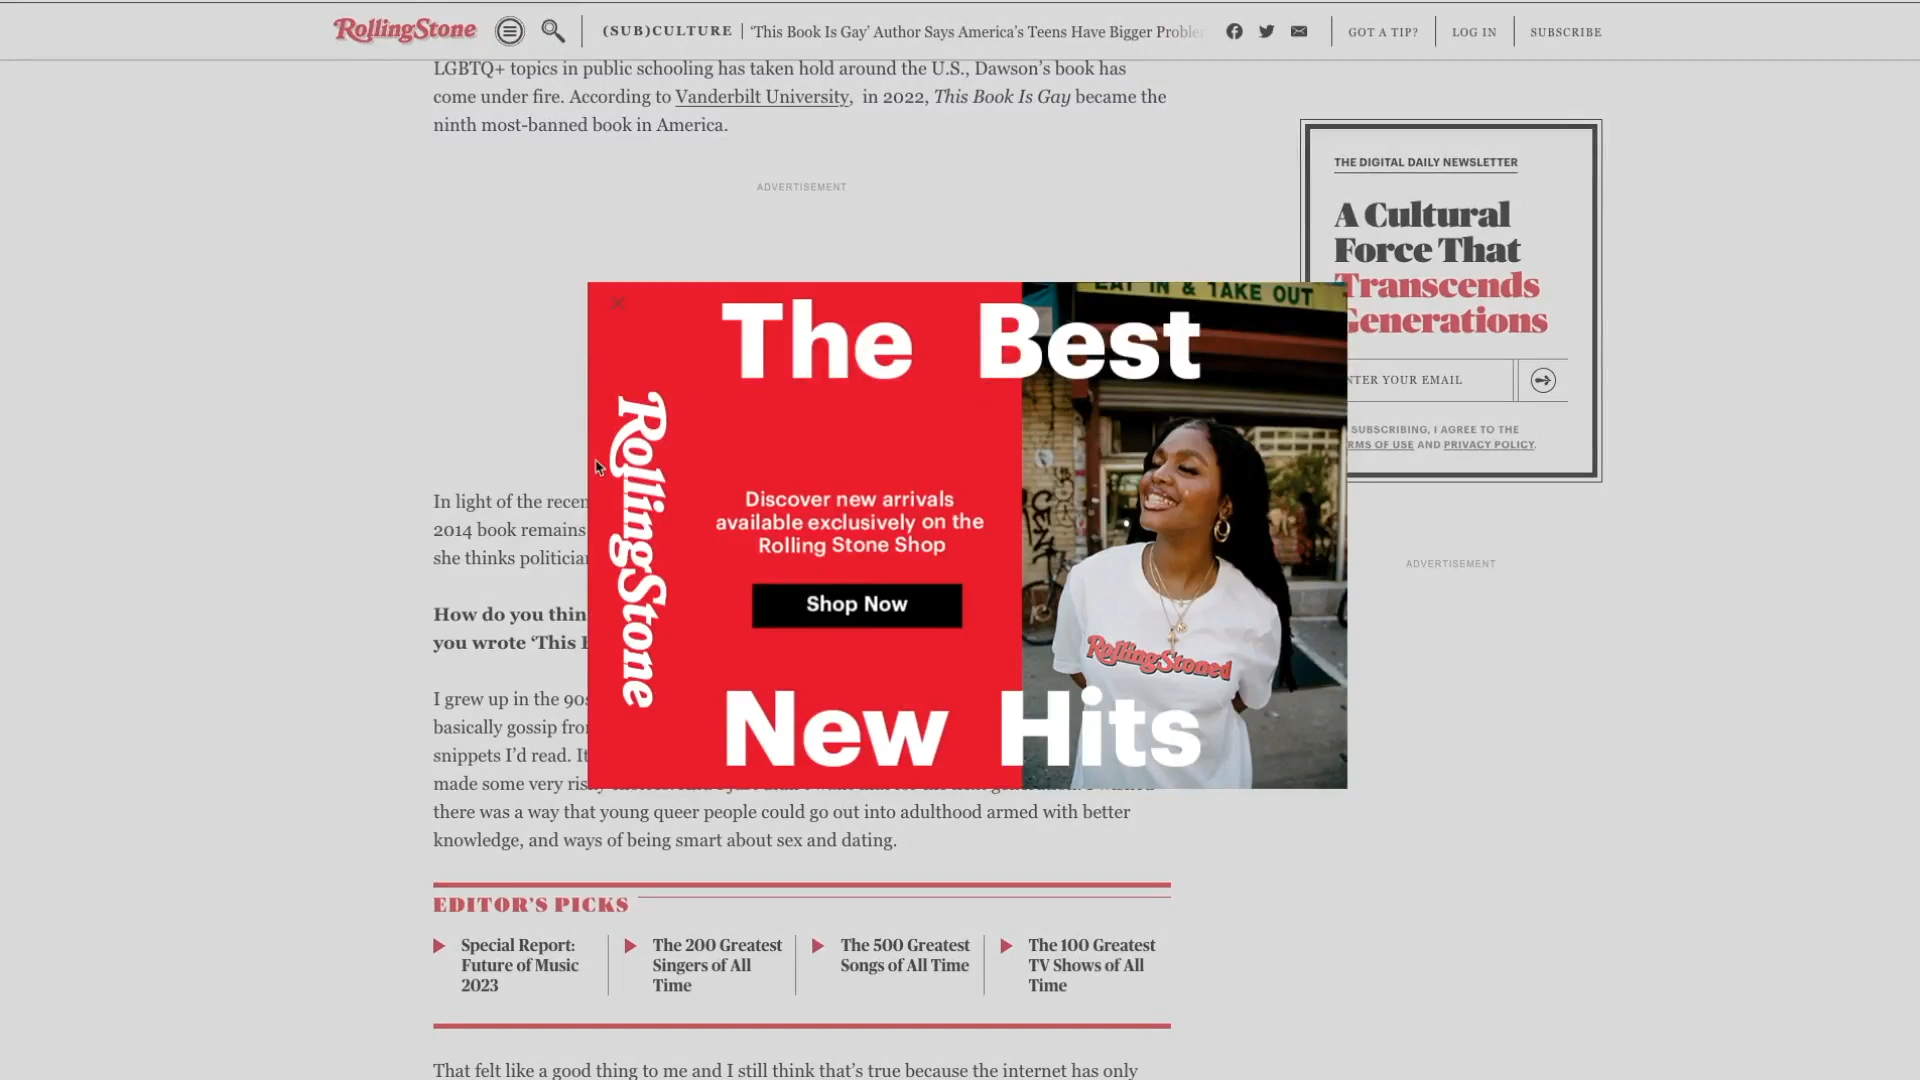 RollingStone
(SUB)CULTURE
'This Book Is Gay' Author Says America's Teens Have Bigger
GOT A TIP?
LOG IN
SUBSCRIBE
LGBTQ+ topics in public schooling has taken hold around the U.S., Dawson's book has
come under fire. According to Vanderbilt University, in 2022, This Book Is Gay became the
ninth most-banned book in America.
ADVERTISEMENT
THE DIGITAL DAILY NEWSLETTER
A Cultural
Force That
Transcends
Generations
ENTER YOUR EMAIL
SUBSCRIBING, I AGREE TO THE
TERMS OF USE AND PRIVACY POLICY.
ADVERTISEMENT
EAT IN & TAKE OUT
The Best
RollingStone
Discover new arrivals
available exclusively on the
Rolling Stone Shop
Shop Now
RollingStoned
New Hits
In light of the
2014 book remains
she thinks
How do you
you wrote 'This
I grew up in the 90s
basically gossip
snippets I'd read.
made some very
there was a way that young queer people could go out into adulthood armed with better
knowledge, and ways of being smart about sex and dating.
EDITOR'S PICKS
Special Report:
Future of Music
2023
The 200 Greatest
Singers of All
Time
The 500 Greatest
Songs of All Time
The 100 Greatest
TV Shows of All
Time
That felt like a good thing to me and I still think that's true because the internet has only